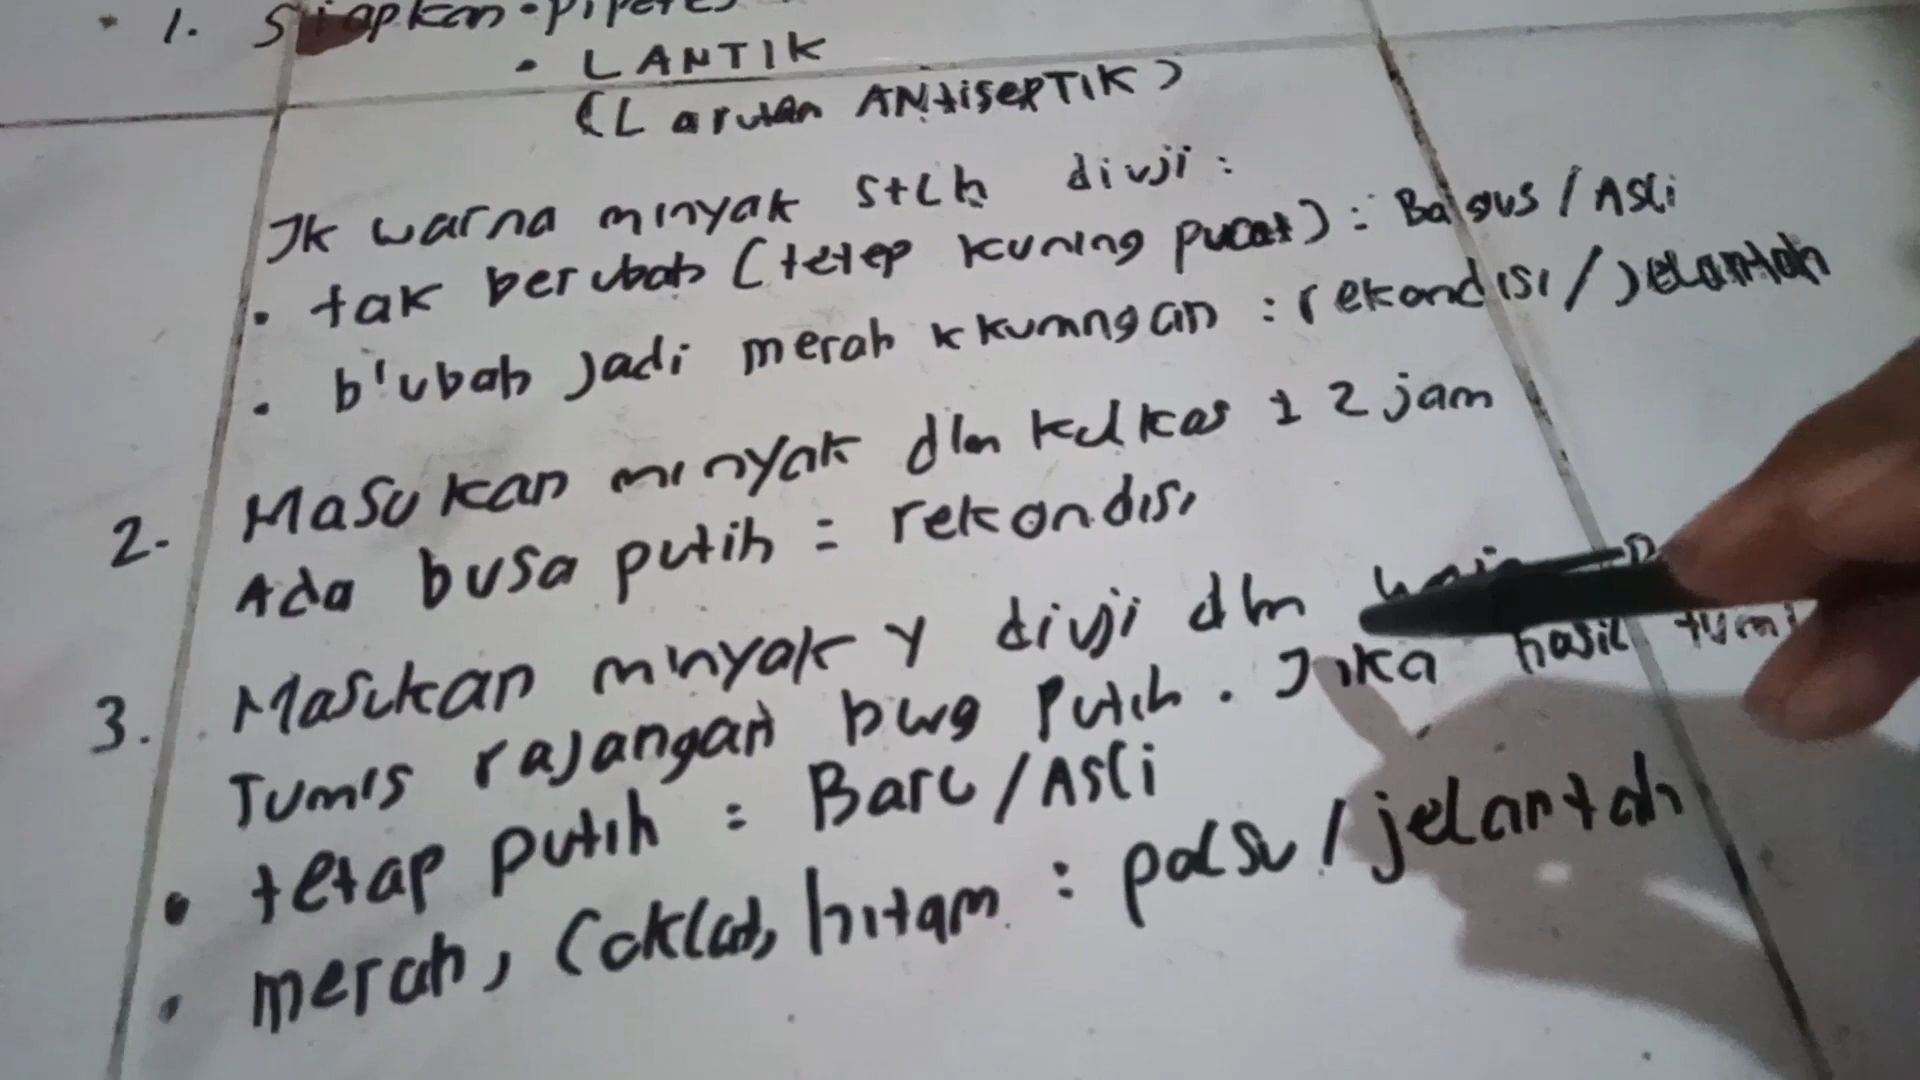 1. Siapkan • pipetes
• LANTIK
(Larutan ANtisepTIK)
Jk warna minyak stlh diuji :
• tak berubah (tetep kuning pucat) : Bagus / Asli
• b'ubah jadi merah kkuningan : rekondisi / jelantah
2. Masukan minyak dlm kulkas ± 2 jam
Ada busa putih = rekondisi
3. Masukan minyak y diuji dlm
Tumis rajangan bwg putih. Jika hasil tumi
• tetap putih = Baru / Asli
• merah, coklat, hitam : palsu / jelantah